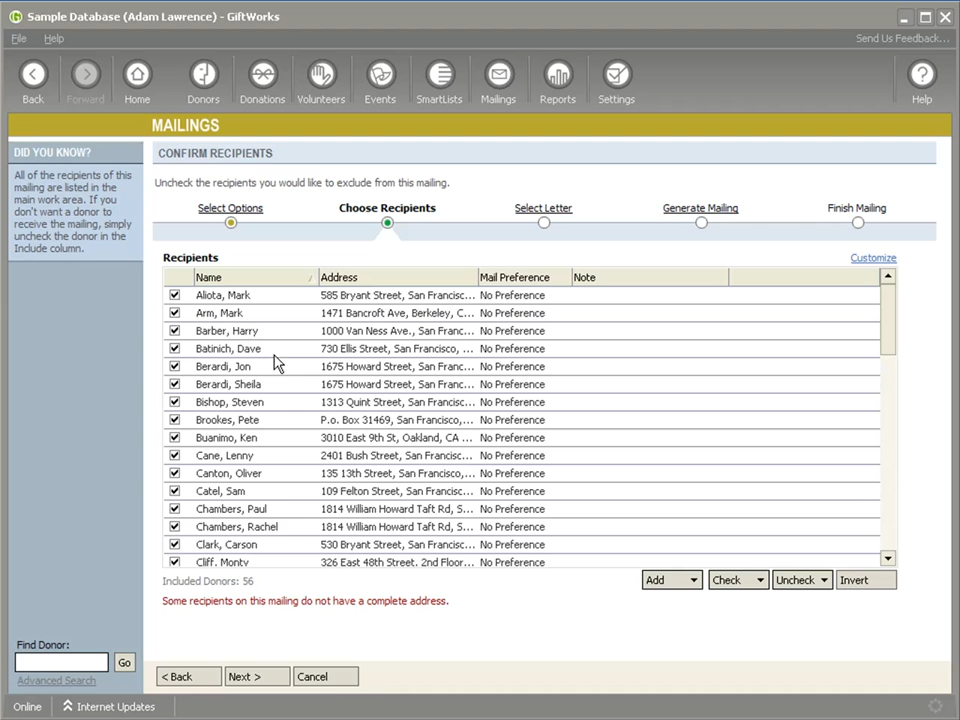 Sample Database (Adam Lawrence) - GiftWorks
File Help Send Us Feedback...
Back Forward Home Donors Donations Volunteers Events SmartLists Mailings Reports Settings Help
MAILINGS
DID YOU KNOW?
All of the recipients of this
mailing are listed in the
main work area. If you
don't want a donor to
receive the mailing, simply
uncheck the donor in the
Include column.
CONFIRM RECIPIENTS
Uncheck the recipients you would like to exclude from this mailing.
Select Options Choose Recipients Select Letter Generate Mailing Finish Mailing
Recipients Customize
Name Address Mail Preference Note
Aliota, Mark 585 Bryant Street, San Francisc... No Preference
Arm, Mark 1471 Bancroft Ave, Berkeley, C... No Preference
Barber, Harry 1000 Van Ness Ave., San Franc... No Preference
Batinich, Dave 730 Ellis Street, San Francisco, ... No Preference
Berardi, Jon 1675 Howard Street, San Franc... No Preference
Berardi, Sheila 1675 Howard Street, San Franc... No Preference
Bishop, Steven 1313 Quint Street, San Francisc... No Preference
Brookes, Pete P.o. Box 31469, San Francisco,... No Preference
Buanimo, Ken 3010 East 9th St, Oakland, CA ... No Preference
Cane, Lenny 2401 Bush Street, San Francisc... No Preference
Canton, Oliver 135 13th Street, San Francisco,... No Preference
Catel, Sam 109 Felton Street, San Francisc... No Preference
Chambers, Paul 1814 William Howard Taft Rd, S... No Preference
Chambers, Rachel 1814 William Howard Taft Rd, S... No Preference
Clark, Carson 530 Bryant Street, San Francisc... No Preference
Cliff, Monty 326 East 48th Street, 2nd Floor... No Preference
Included Donors: 56 Add Check Uncheck Invert
Some recipients on this mailing do not have a complete address.
Find Donor:
Go
Advanced Search
< Back Next > Cancel
Online Internet Updates